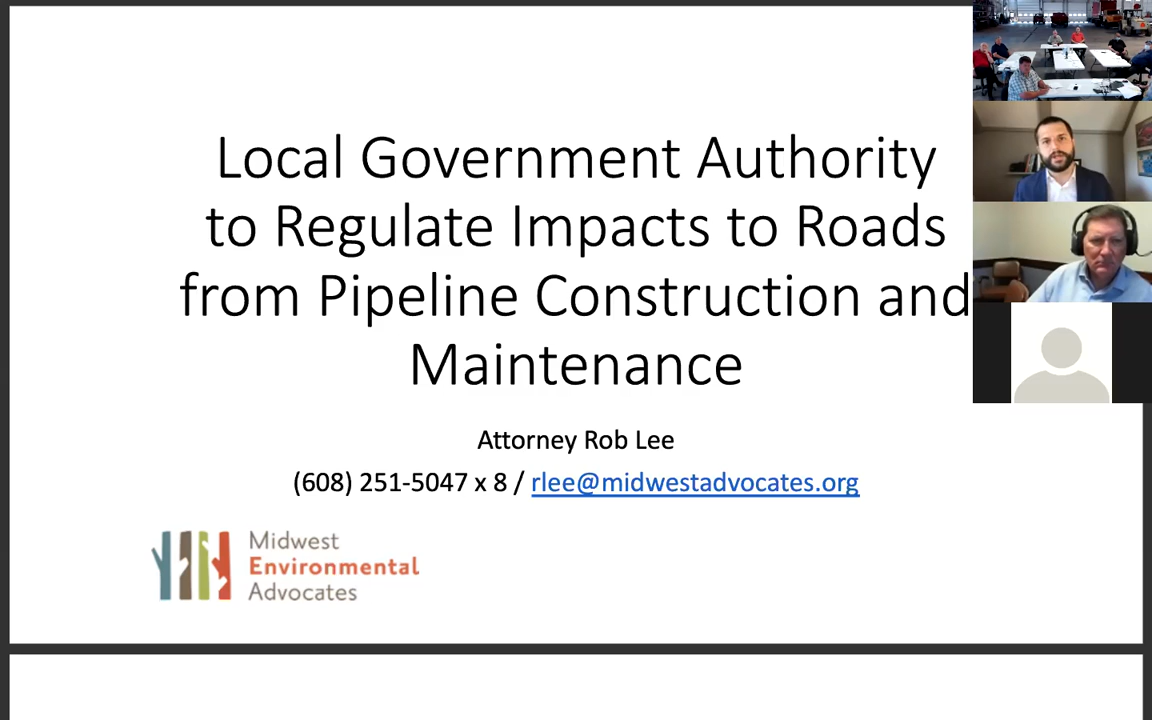 Local Government Authority
to Regulate Impacts to Roads
from Pipeline Construction and
Maintenance
Attorney Rob Lee
(608) 251-5047 x 8 / rlee@midwestadvocates.org
Midwest
Environmental
Advocates